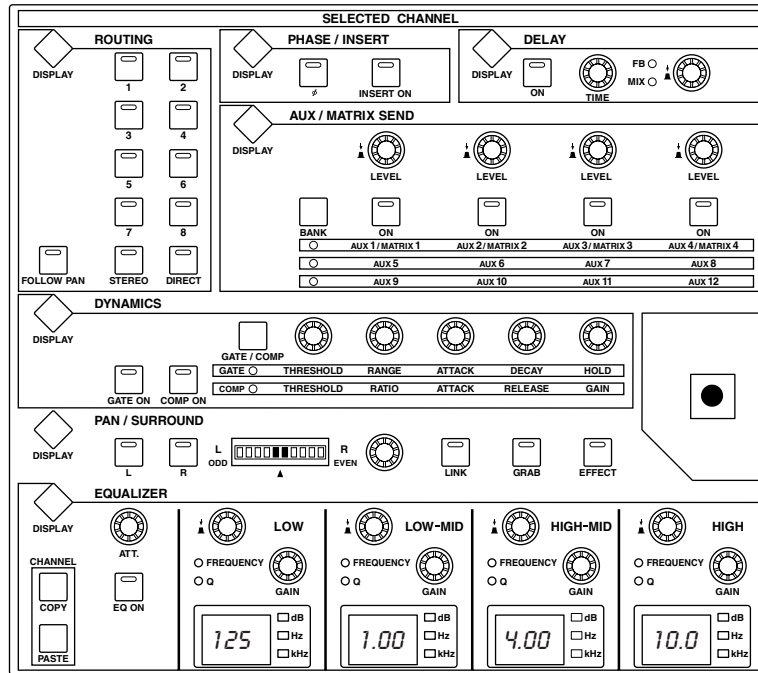 SELECTED CHANNEL
ROUTING
DISPLAY
1 2
3 4
5 6
7 8
FOLLOW PAN STEREO DIRECT
PHASE / INSERT
DISPLAY
ø INSERT ON
DELAY
DISPLAY
ON
TIME
FB
MIX
AUX / MATRIX SEND
DISPLAY
LEVEL LEVEL LEVEL LEVEL
BANK ON ON ON ON
AUX 1 / MATRIX 1 AUX 2 / MATRIX 2 AUX 3 / MATRIX 3 AUX 4 / MATRIX 4
AUX 5 AUX 6 AUX 7 AUX 8
AUX 9 AUX 10 AUX 11 AUX 12
DYNAMICS
DISPLAY
GATE ON COMP ON
GATE / COMP
GATE THRESHOLD RANGE ATTACK DECAY HOLD
COMP THRESHOLD RATIO ATTACK RELEASE GAIN
PAN / SURROUND
DISPLAY
L R
L R
ODD EVEN
LINK GRAB EFFECT
EQUALIZER
DISPLAY
ATT.
CHANNEL
COPY
EQ ON
PASTE
LOW
FREQUENCY
Q
GAIN
125
dB
Hz
kHz
LOW-MID
FREQUENCY
Q
GAIN
1.00
dB
Hz
kHz
HIGH-MID
FREQUENCY
Q
GAIN
4.00
dB
Hz
kHz
HIGH
FREQUENCY
Q
GAIN
10.0
dB
Hz
kHz